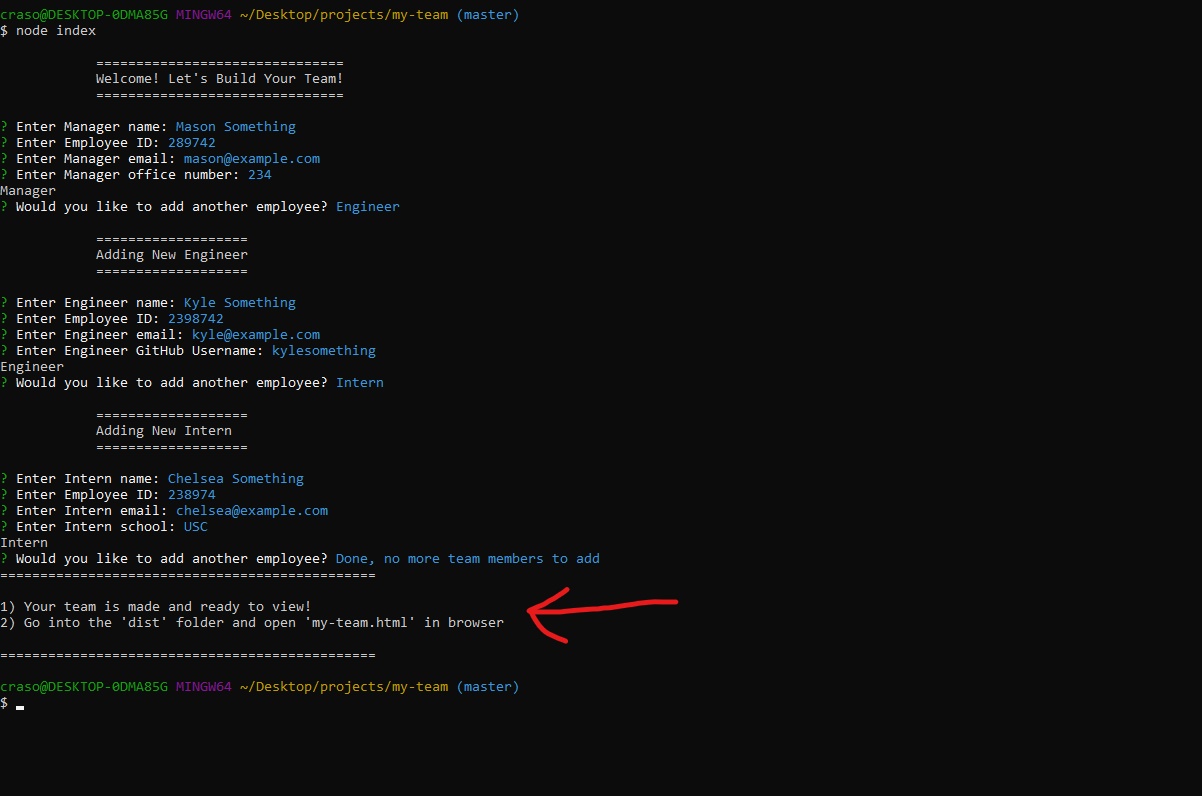 craso@DESKTOP-0DMA85G MINGW64 ~/Desktop/projects/my-team (master)
$ node index
===============================
Welcome! Let's Build Your Team!
===============================
? Enter Manager name: Mason Something
? Enter Employee ID: 289742
? Enter Manager email: mason@example.com
? Enter Manager office number: 234
Manager
? Would you like to add another employee? Engineer
===================
Adding New Engineer
===================
? Enter Engineer name: Kyle Something
? Enter Employee ID: 2398742
? Enter Engineer email: kyle@example.com
? Enter Engineer GitHub Username: kylesomething
Engineer
? Would you like to add another employee? Intern
===================
Adding New Intern
===================
? Enter Intern name: Chelsea Something
? Enter Employee ID: 238974
? Enter Intern email: chelsea@example.com
? Enter Intern school: USC
Intern
? Would you like to add another employee? Done, no more team members to add
===============================================
1) Your team is made and ready to view!
2) Go into the 'dist' folder and open 'my-team.html' in browser
===============================================
craso@DESKTOP-0DMA85G MINGW64 ~/Desktop/projects/my-team (master)
$